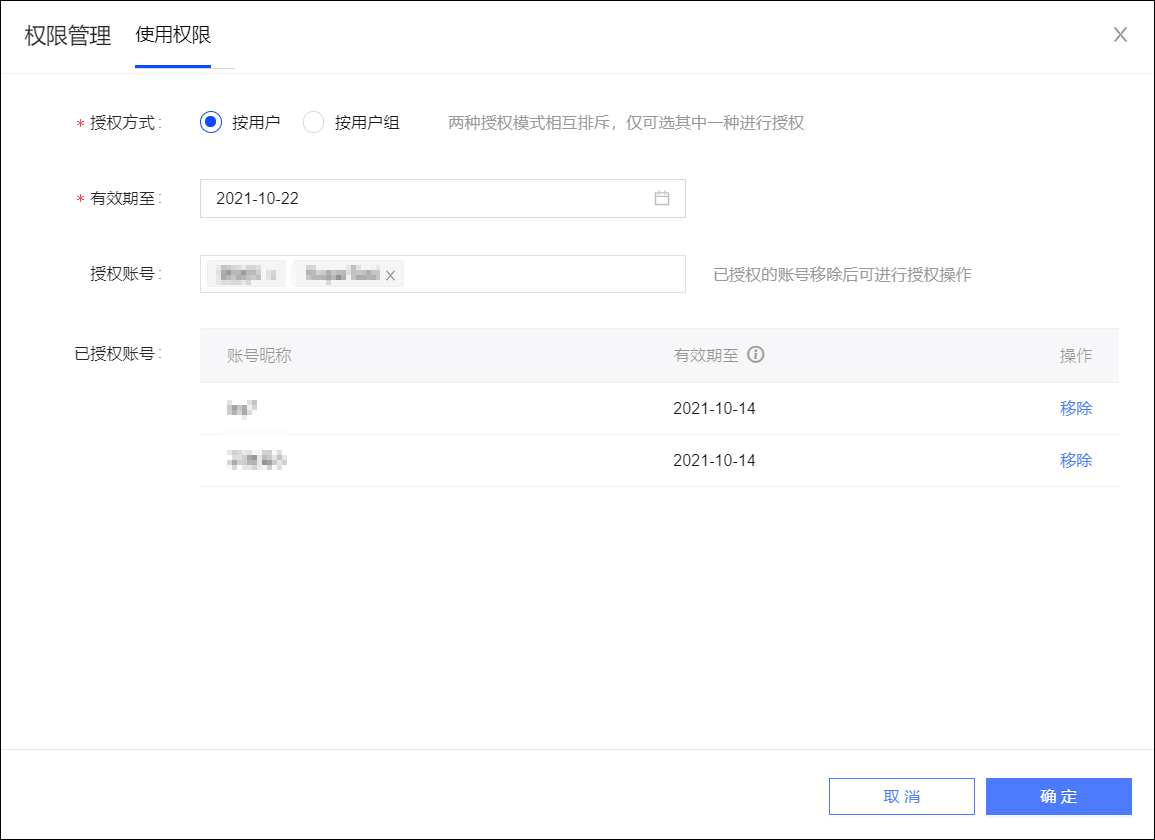 权限管理 使用权限
* 授权方式: 按用户 按用户组 两种授权模式相互排斥，仅可选其中一种进行授权
* 有效期至: 2021-10-22
授权账号: 已授权的账号移除后可进行授权操作
已授权账号: 账号昵称 有效期至 操作
2021-10-14 移除
2021-10-14 移除
取消 确定